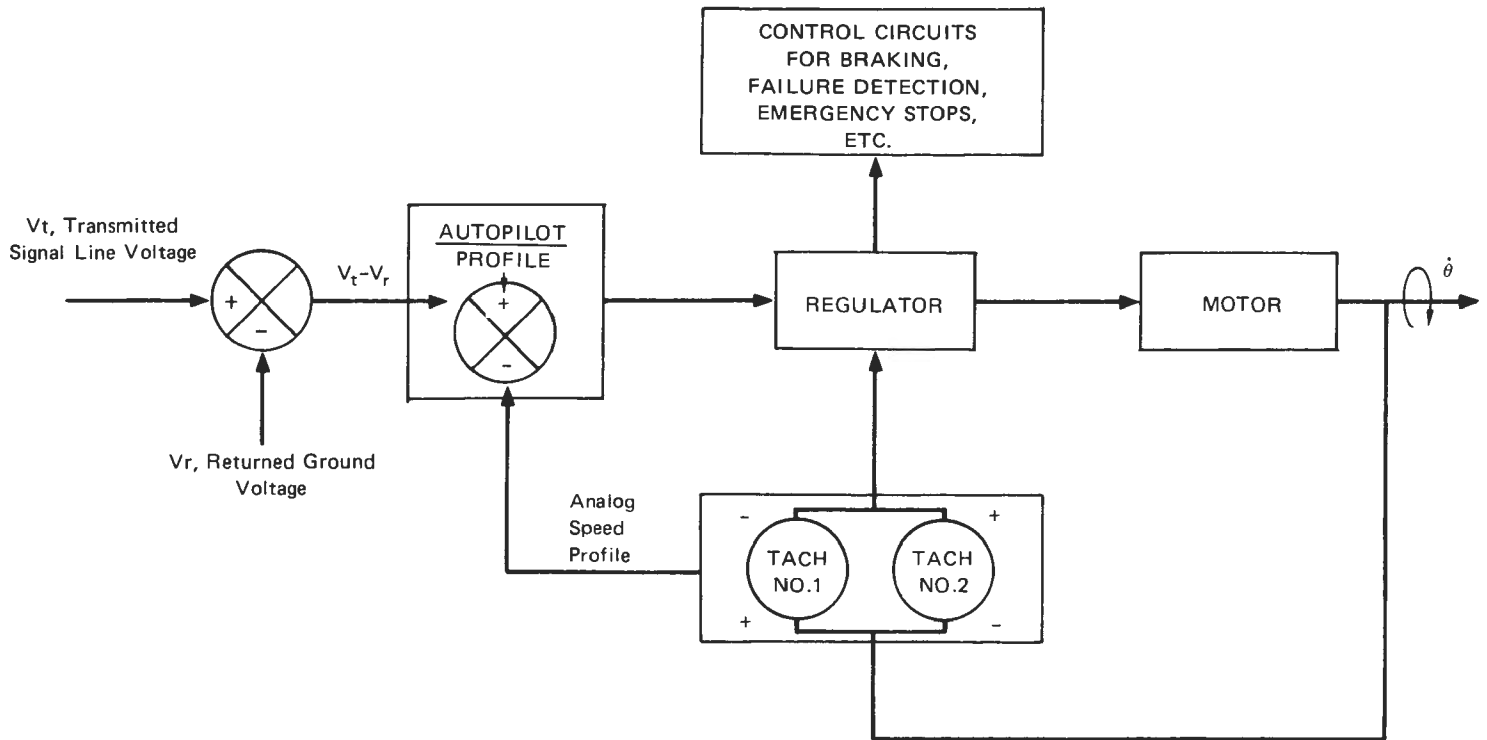 CONTROL CIRCUITS
FOR BRAKING,
FAILURE DETECTION,
EMERGENCY STOPS,
ETC.
Vt, Transmitted
Signal Line Voltage
+
-
Vt-Vr
AUTOPILOT
PROFILE
+
-
REGULATOR
MOTOR
θ̇
Vr, Returned Ground
Voltage
Analog
Speed
Profile
-
+
TACH
NO.1
TACH
NO.2
+
-